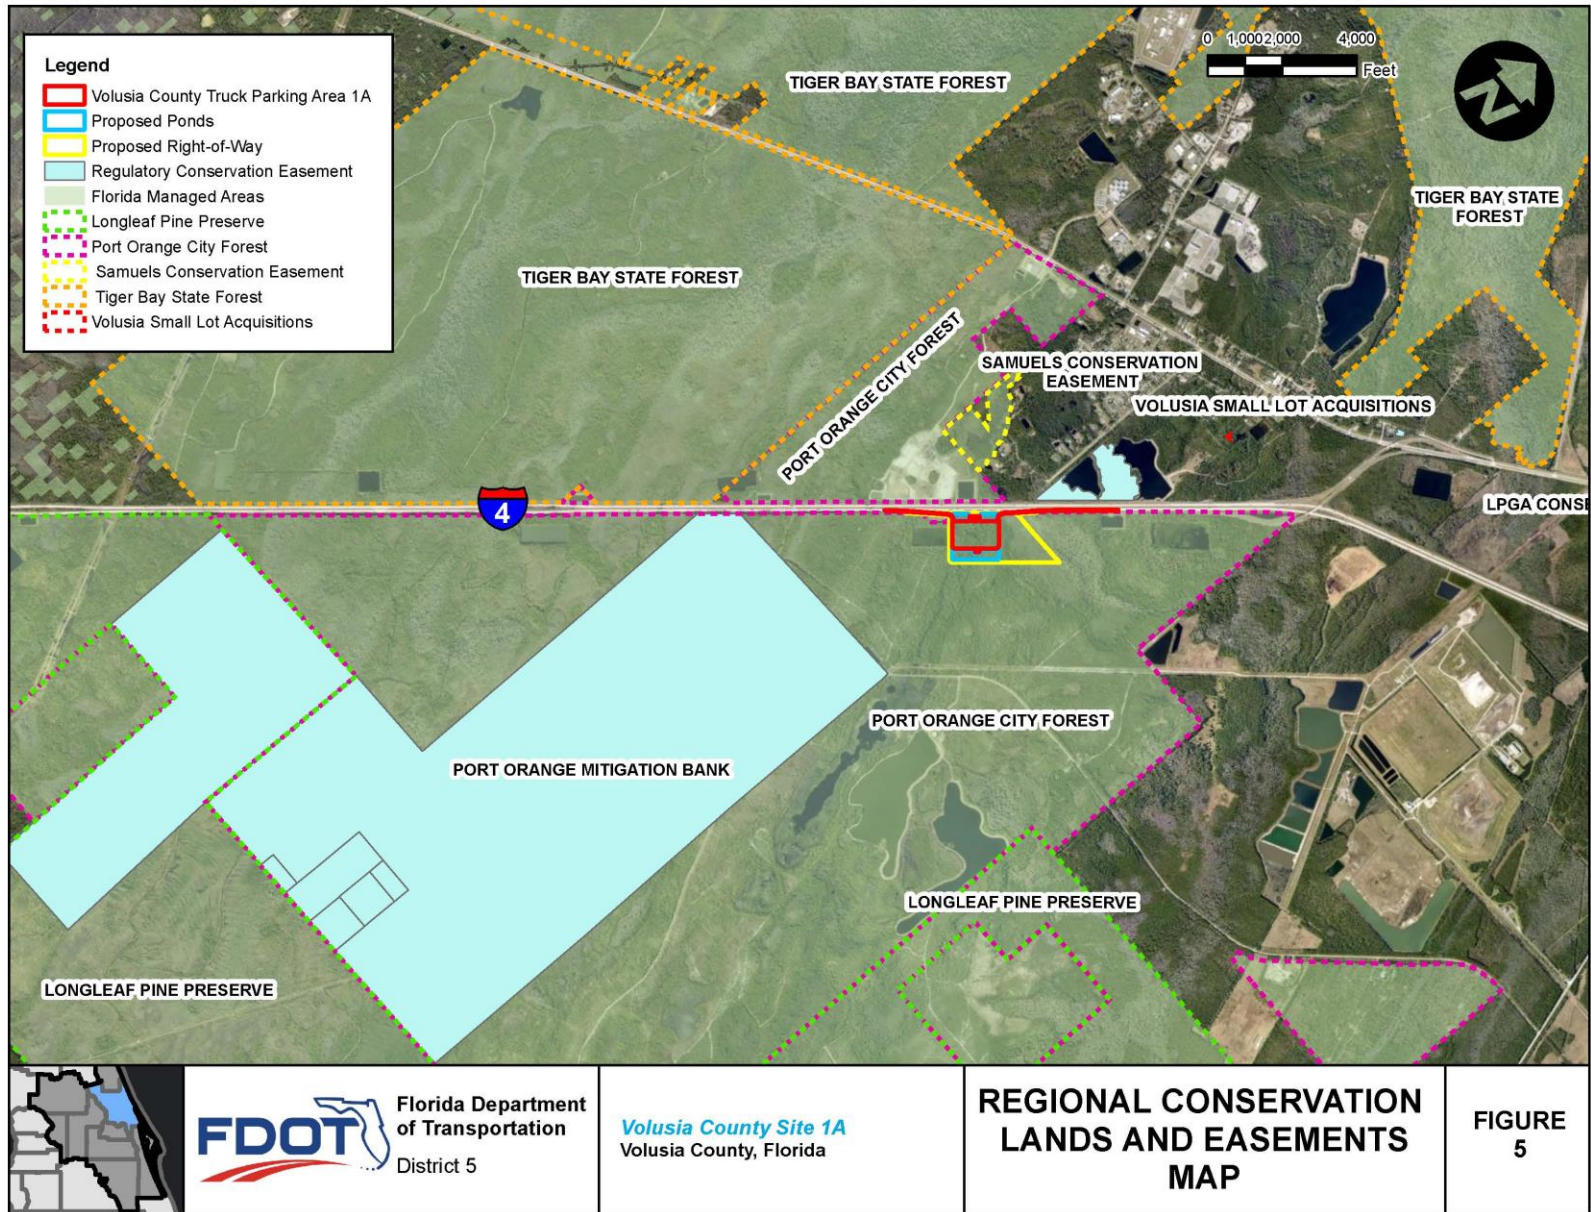 Legend
Volusia County Truck Parking Area 1A
Proposed Ponds
Proposed Right-of-Way
Regulatory Conservation Easement
Florida Managed Areas
Longleaf Pine Preserve
Port Orange City Forest
Samuels Conservation Easement
Tiger Bay State Forest
Volusia Small Lot Acquisitions
0 1,000 2,000 4,000
Feet
N
TIGER BAY STATE FOREST
TIGER BAY STATE
FOREST
TIGER BAY STATE FOREST
PORT ORANGE CITY FOREST
SAMUELS CONSERVATION
EASEMENT
VOLUSIA SMALL LOT ACQUISITIONS
LPGA CONSE
4
PORT ORANGE CITY FOREST
PORT ORANGE MITIGATION BANK
LONGLEAF PINE PRESERVE
LONGLEAF PINE PRESERVE
FDOT
Florida Department
of Transportation
District 5
Volusia County Site 1A
Volusia County, Florida
REGIONAL CONSERVATION
LANDS AND EASEMENTS
MAP
FIGURE
5